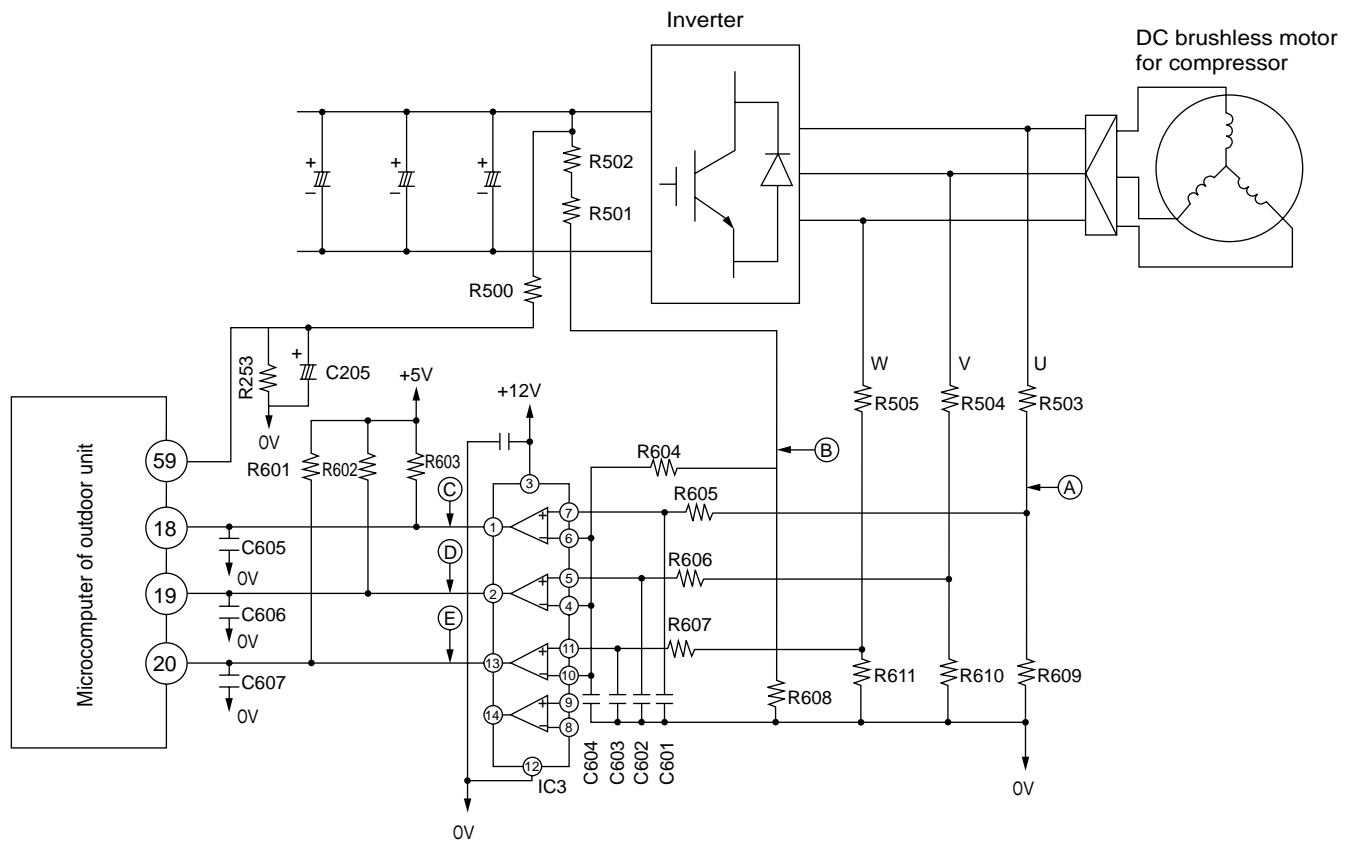 Inverter
DC brushless motor
for compressor
+
−
+
−
+
−
R502
R501
R500
R253
+
C205
0V
+5V
+12V
W
V
U
R505
R504
R503
Microcomputer of outdoor unit
59
18
19
20
R601
R602
R603
R604
B
A
3
C
1
+
−
7
6
R605
C605
0V
D
2
+
−
5
4
R606
C606
0V
E
13
+
−
11
10
R607
C607
0V
14
+
−
9
8
R608
R611
R610
R609
12
IC3
C604
C603
C602
C601
0V
0V